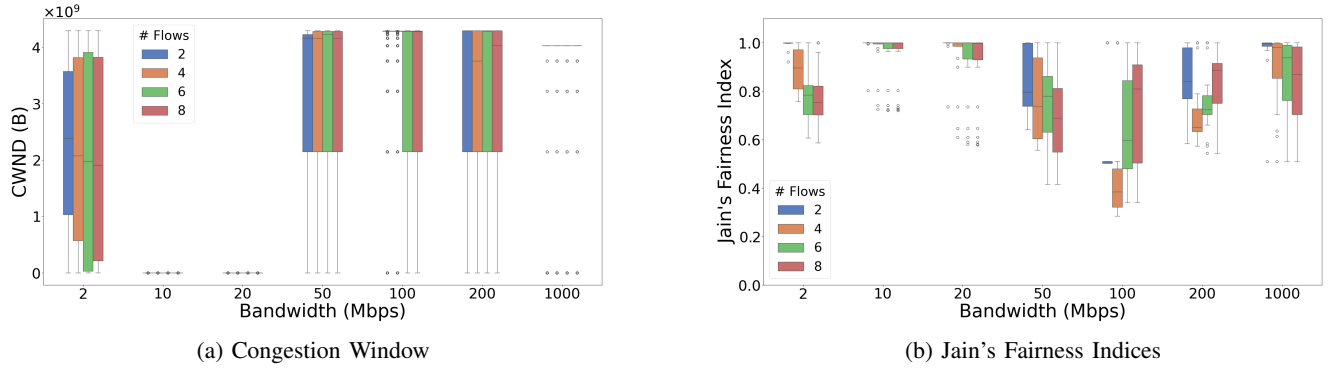 ×10⁹
4
3
2
1
0
CWND (B)
# Flows
2
4
6
8
2 10 20 50 100 200 1000
Bandwidth (Mbps)
(a) Congestion Window
1.0
0.8
0.6
0.4
0.2
0.0
Jain's Fairness Index
# Flows
2
4
6
8
2 10 20 50 100 200 1000
Bandwidth (Mbps)
(b) Jain's Fairness Indices